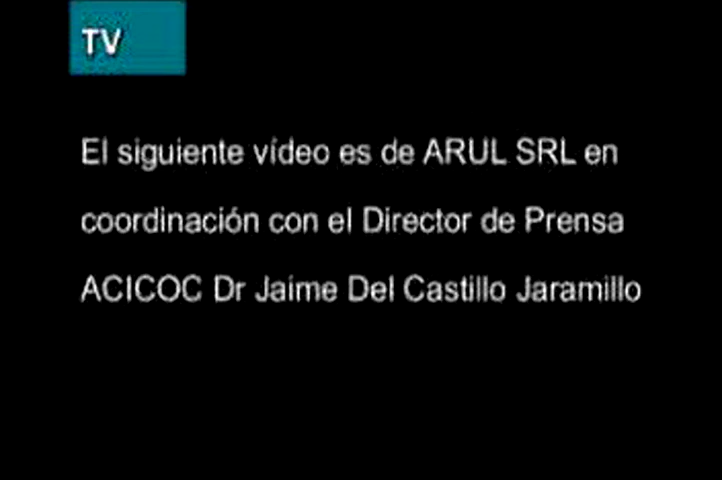 TV
El siguiente vídeo es de ARUL SRL en
coordinación con el Director de Prensa
ACICOC Dr Jaime Del Castillo Jaramillo